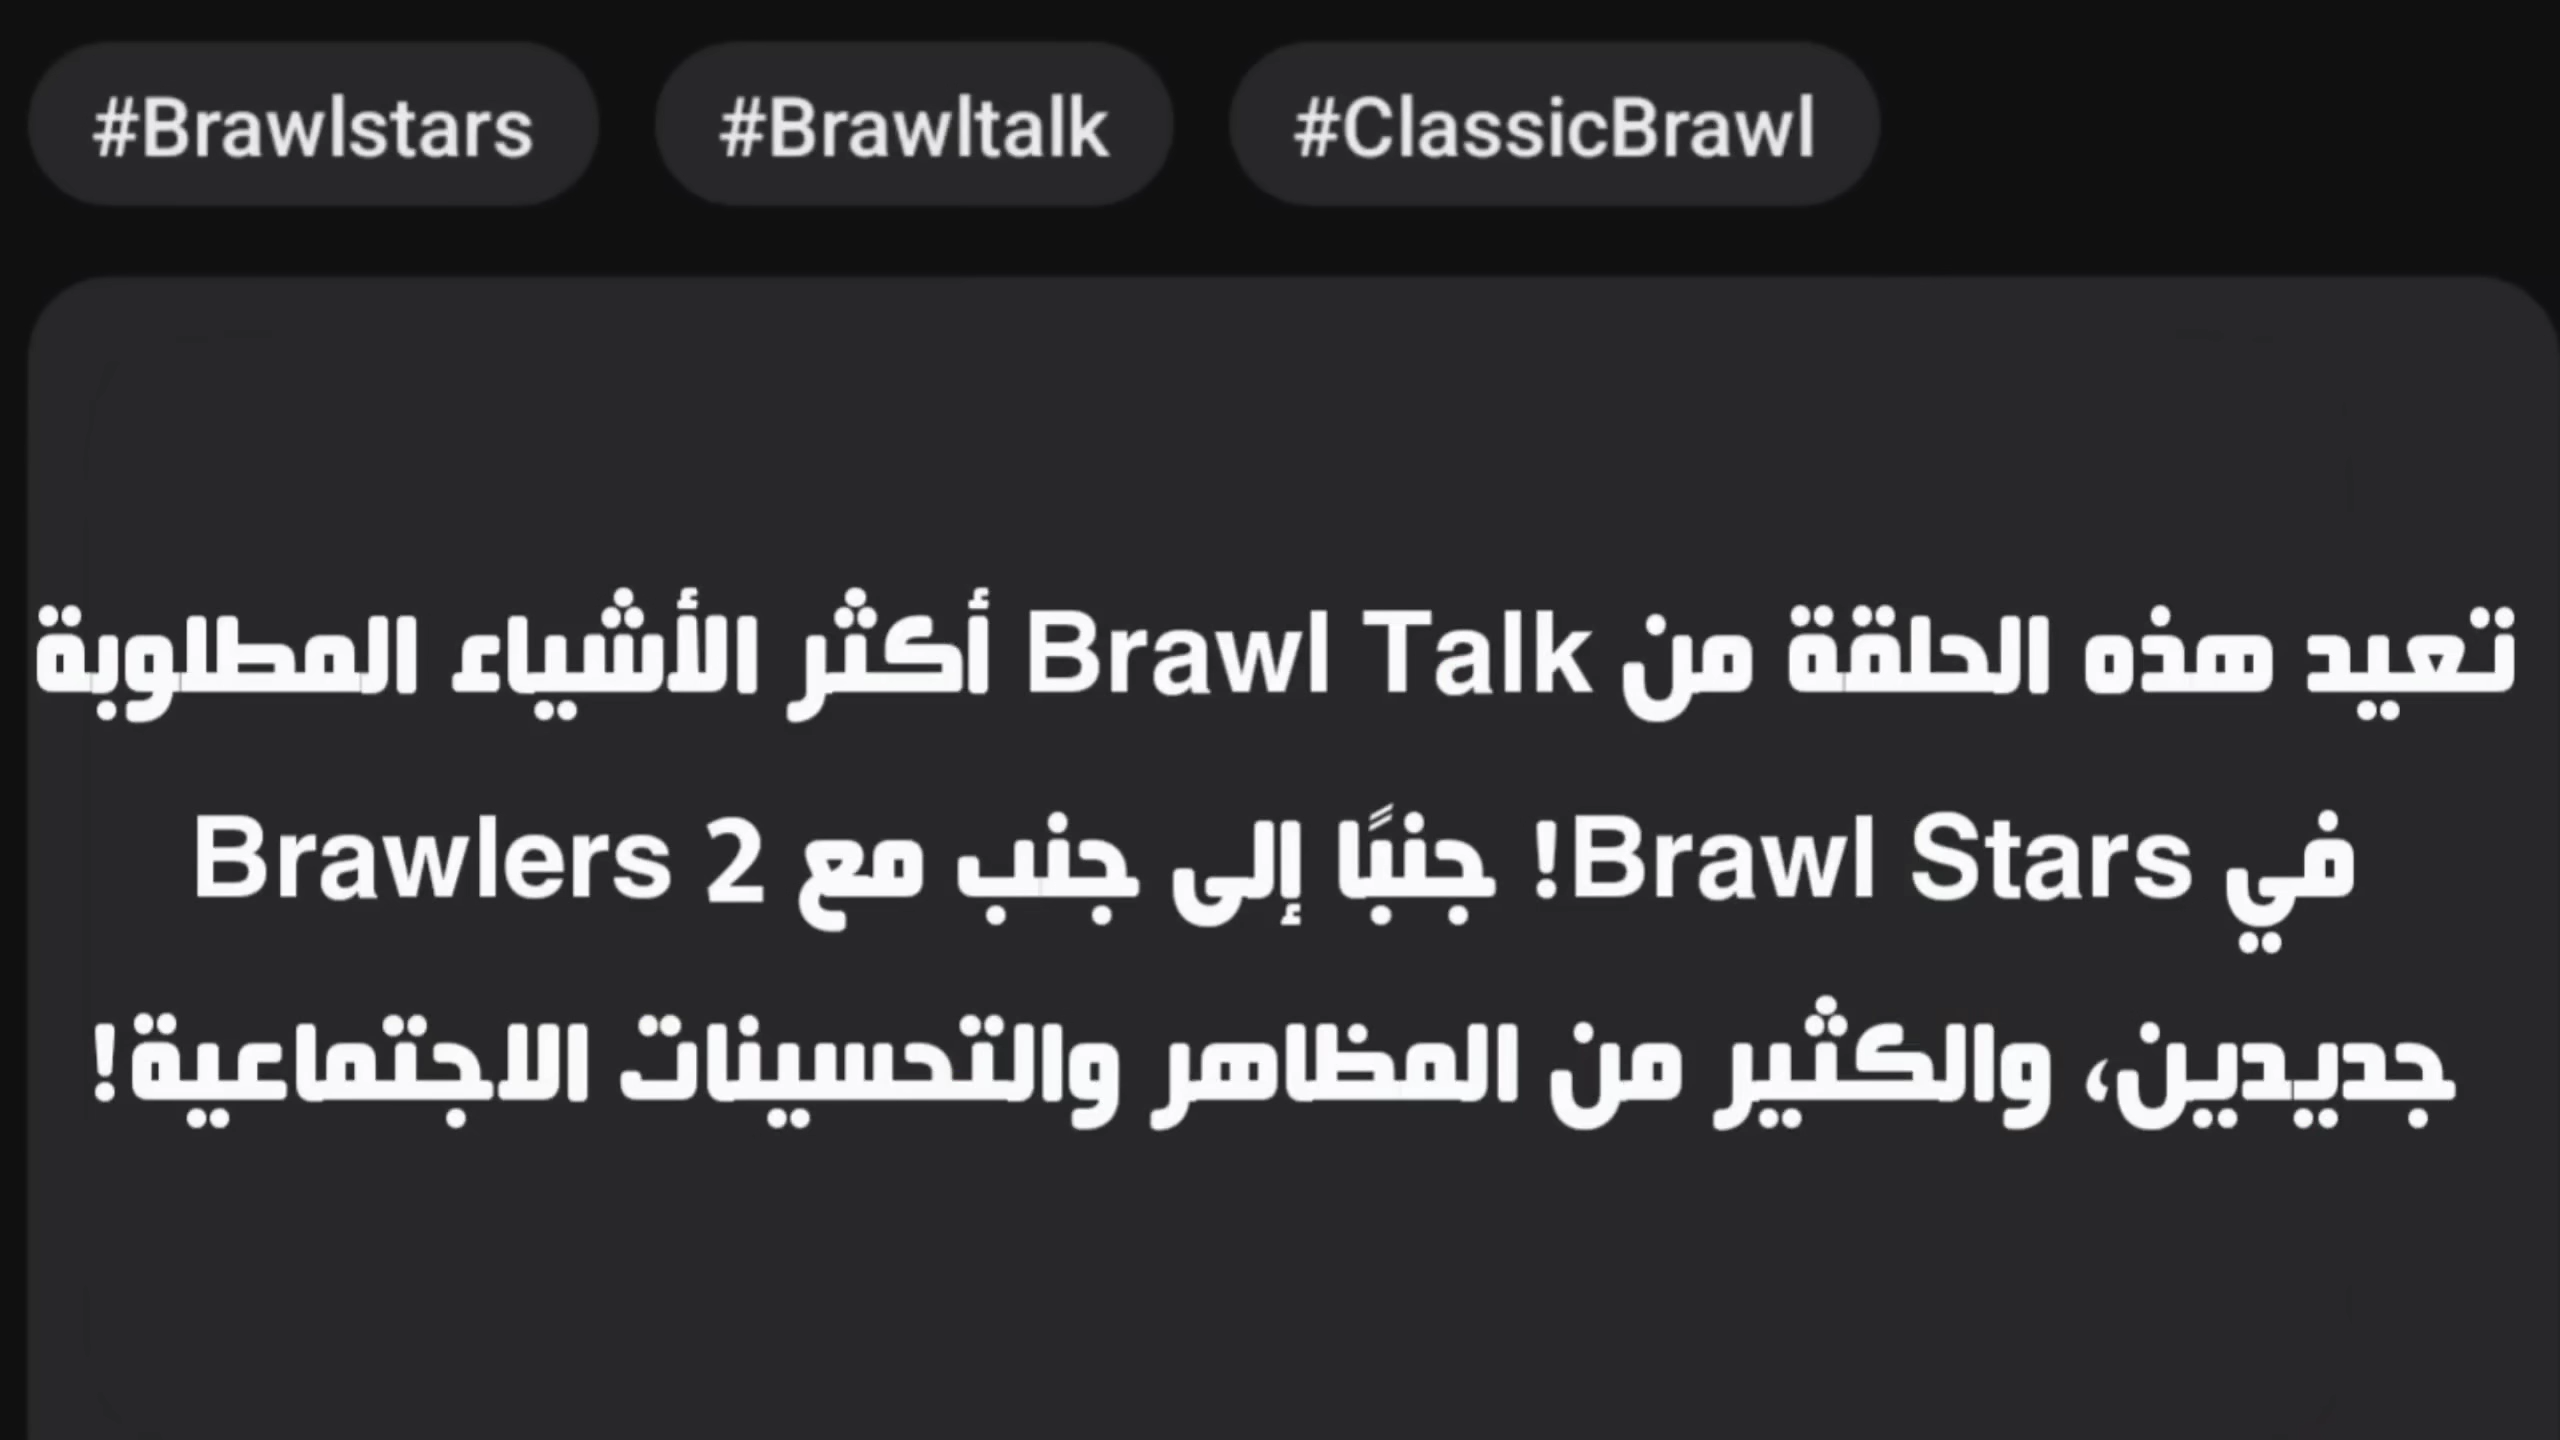 #Brawlstars #Brawltalk #ClassicBrawl
تعيد هذه الحلقة من Brawl Talk أكثر الأشياء المطلوبة
في Brawl Stars! جنبًا إلى جنب مع 2 Brawlers
جديدين، والكثير من المظاهر والتحسينات الاجتماعية!